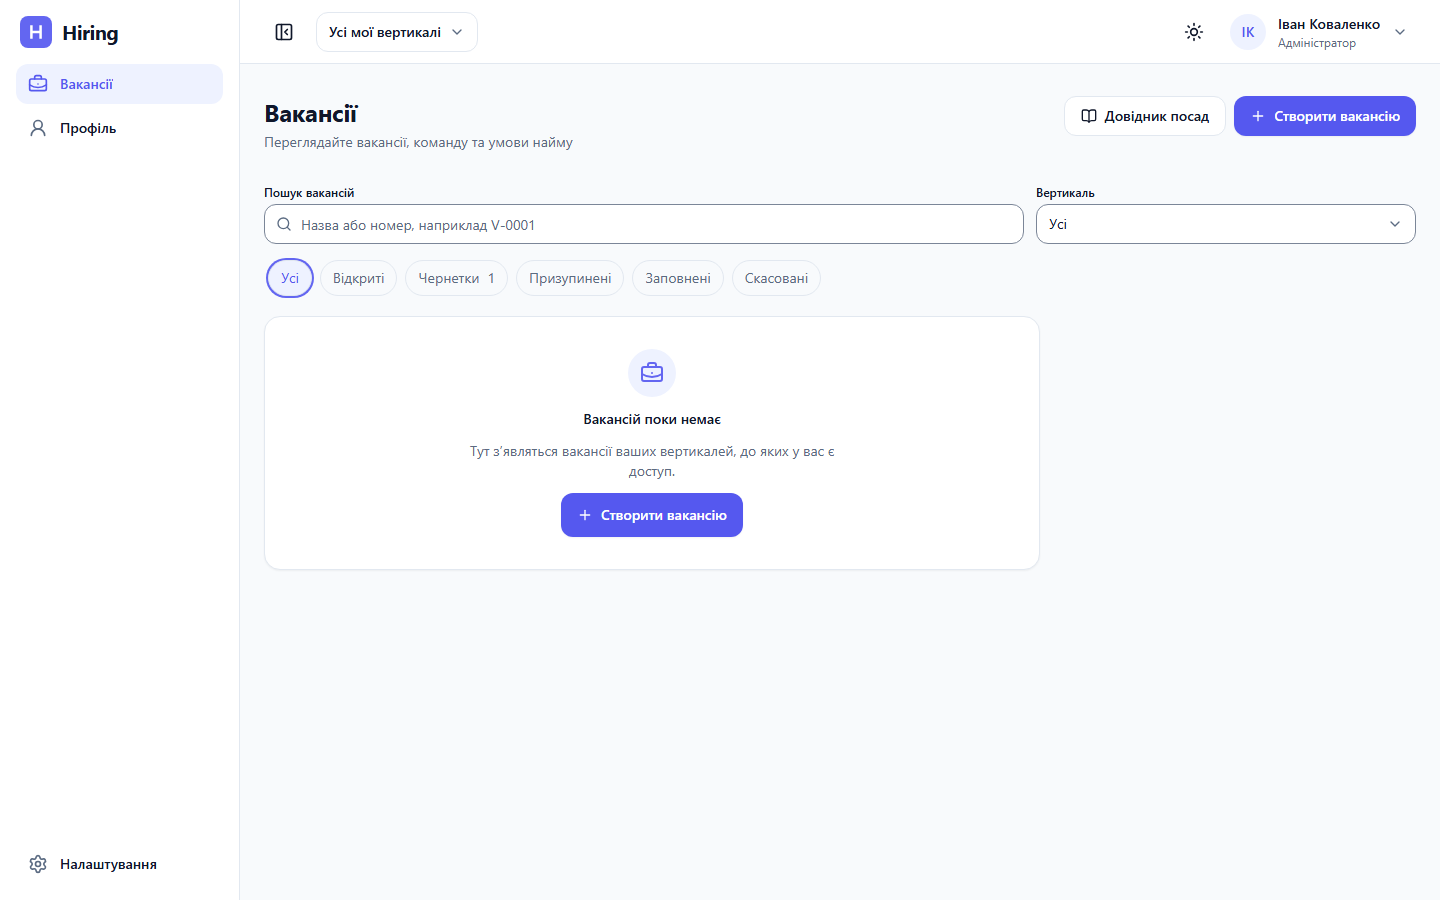 H Hiring
Усі мої вертикалі
ІК
Іван Коваленко
Адміністратор
Вакансії
Профіль
Налаштування
Вакансії
Переглядайте вакансії, команду та умови найму
Довідник посад
Створити вакансію
Пошук вакансій
Назва або номер, наприклад V-0001
Вертикаль
Усі
Усі
Відкриті
Чернетки 1
Призупинені
Заповнені
Скасовані
Вакансій поки немає
Тут з’являться вакансії ваших вертикалей, до яких у вас є
доступ.
Створити вакансію